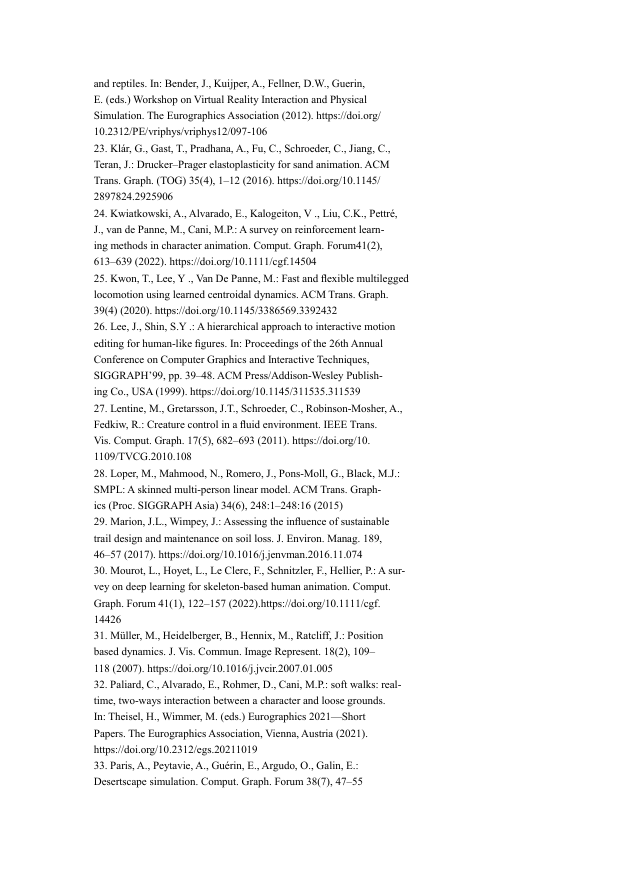 and reptiles. In: Bender, J., Kuijper, A., Fellner, D.W., Guerin,
E. (eds.) Workshop on Virtual Reality Interaction and Physical
Simulation. The Eurographics Association (2012). https://doi.org/
10.2312/PE/vriphys/vriphys12/097-106
23. Klár, G., Gast, T., Pradhana, A., Fu, C., Schroeder, C., Jiang, C.,
Teran, J.: Drucker–Prager elastoplasticity for sand animation. ACM
Trans. Graph. (TOG) 35(4), 1–12 (2016). https://doi.org/10.1145/
2897824.2925906
24. Kwiatkowski, A., Alvarado, E., Kalogeiton, V ., Liu, C.K., Pettré,
J., van de Panne, M., Cani, M.P.: A survey on reinforcement learn-
ing methods in character animation. Comput. Graph. Forum41(2),
613–639 (2022). https://doi.org/10.1111/cgf.14504
25. Kwon, T., Lee, Y ., Van De Panne, M.: Fast and flexible multilegged
locomotion using learned centroidal dynamics. ACM Trans. Graph.
39(4) (2020). https://doi.org/10.1145/3386569.3392432
26. Lee, J., Shin, S.Y .: A hierarchical approach to interactive motion
editing for human-like figures. In: Proceedings of the 26th Annual
Conference on Computer Graphics and Interactive Techniques,
SIGGRAPH’99, pp. 39–48. ACM Press/Addison-Wesley Publish-
ing Co., USA (1999). https://doi.org/10.1145/311535.311539
27. Lentine, M., Gretarsson, J.T., Schroeder, C., Robinson-Mosher, A.,
Fedkiw, R.: Creature control in a fluid environment. IEEE Trans.
Vis. Comput. Graph. 17(5), 682–693 (2011). https://doi.org/10.
1109/TVCG.2010.108
28. Loper, M., Mahmood, N., Romero, J., Pons-Moll, G., Black, M.J.:
SMPL: A skinned multi-person linear model. ACM Trans. Graph-
ics (Proc. SIGGRAPH Asia) 34(6), 248:1–248:16 (2015)
29. Marion, J.L., Wimpey, J.: Assessing the influence of sustainable
trail design and maintenance on soil loss. J. Environ. Manag. 189,
46–57 (2017). https://doi.org/10.1016/j.jenvman.2016.11.074
30. Mourot, L., Hoyet, L., Le Clerc, F., Schnitzler, F., Hellier, P.: A sur-
vey on deep learning for skeleton-based human animation. Comput.
Graph. Forum 41(1), 122–157 (2022).https://doi.org/10.1111/cgf.
14426
31. Müller, M., Heidelberger, B., Hennix, M., Ratcliff, J.: Position
based dynamics. J. Vis. Commun. Image Represent. 18(2), 109–
118 (2007). https://doi.org/10.1016/j.jvcir.2007.01.005
32. Paliard, C., Alvarado, E., Rohmer, D., Cani, M.P.: soft walks: real-
time, two-ways interaction between a character and loose grounds.
In: Theisel, H., Wimmer, M. (eds.) Eurographics 2021—Short
Papers. The Eurographics Association, Vienna, Austria (2021).
https://doi.org/10.2312/egs.20211019
33. Paris, A., Peytavie, A., Guérin, E., Argudo, O., Galin, E.:
Desertscape simulation. Comput. Graph. Forum 38(7), 47–55